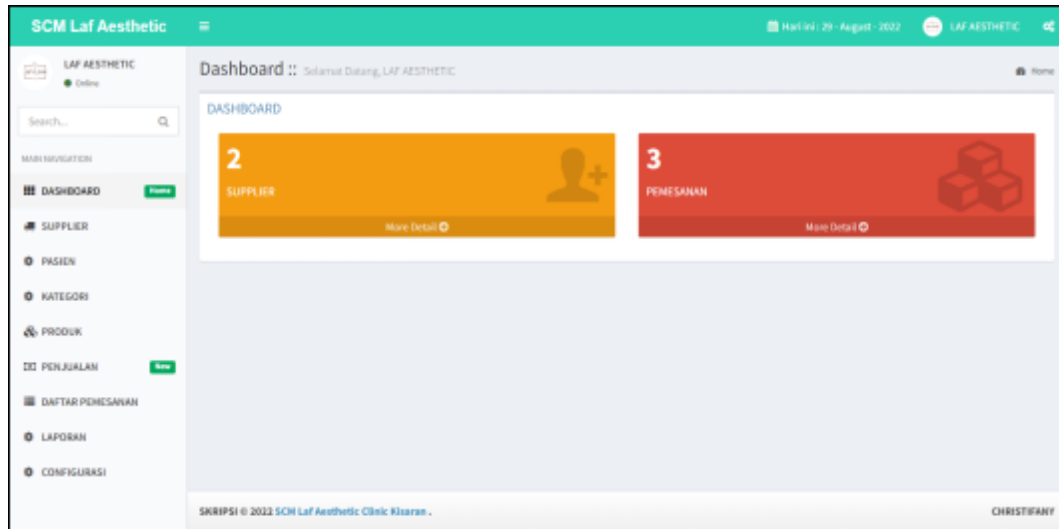 SCM Laf Aesthetic
Hari ini : 29 - August - 2022
LAF AESTHETIC
LAF AESTHETIC
Online
Dashboard :: Selamat Datang, LAF AESTHETIC
Home
Search...
MAIN NAVIGATION
DASHBOARD Home
SUPPLIER
PASIEN
KATEGORI
PRODUK
PENJUALAN New
DAFTAR PEMESANAN
LAPORAN
CONFIGURASI
DASHBOARD
2
SUPPLIER
More Detail
3
PEMESANAN
More Detail
SKRIPSI © 2022 SCM Laf Aesthetic Clinic Kisaran .
CHRISTIFANY